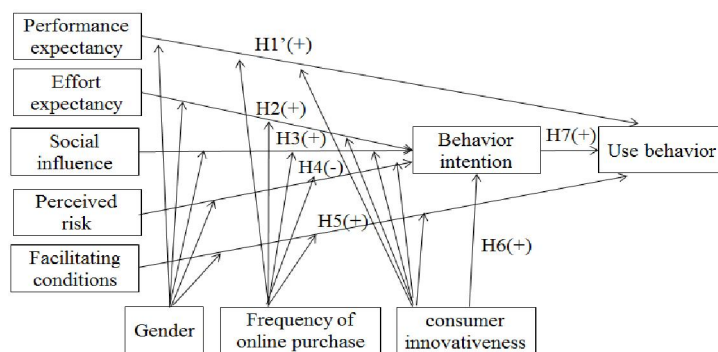 Performance
expectancy
H1’(+)
Effort
expectancy
H2(+)
Social
influence
H3(+)
H4(-)
Behavior
intention
H7(+)
Use behavior
Perceived
risk
H5(+)
Facilitating
conditions
H6(+)
Gender
Frequency of
online purchase
consumer
innovativeness